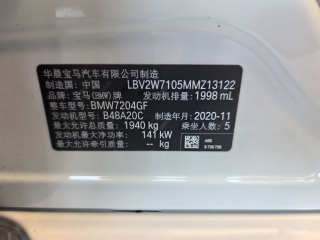 华晨宝马汽车有限公司制造
制造国:中国 LBV2W7105MMZ13122
品牌:宝马(BMW)牌 发动机排量:1998 mL
整车型号:BMW7204GF
发动机型号:B48A20C 制造年月:2020-11
最大允许总质量:1940 kg 乘坐人数:5
发动机最大净功率:141 kW
最大允许牵引质量: -- kg